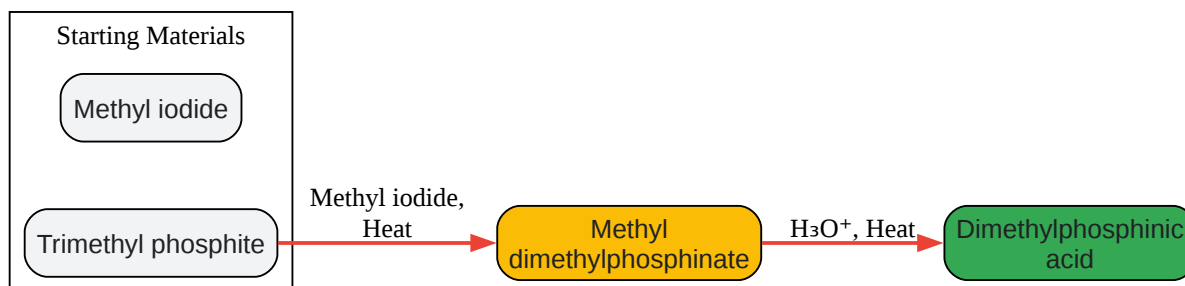 Starting Materials
Methyl iodide
Trimethyl phosphite
Methyl iodide,
Heat
Methyl
dimethylphosphinate
H₃O⁺, Heat
Dimethylphosphinic
acid